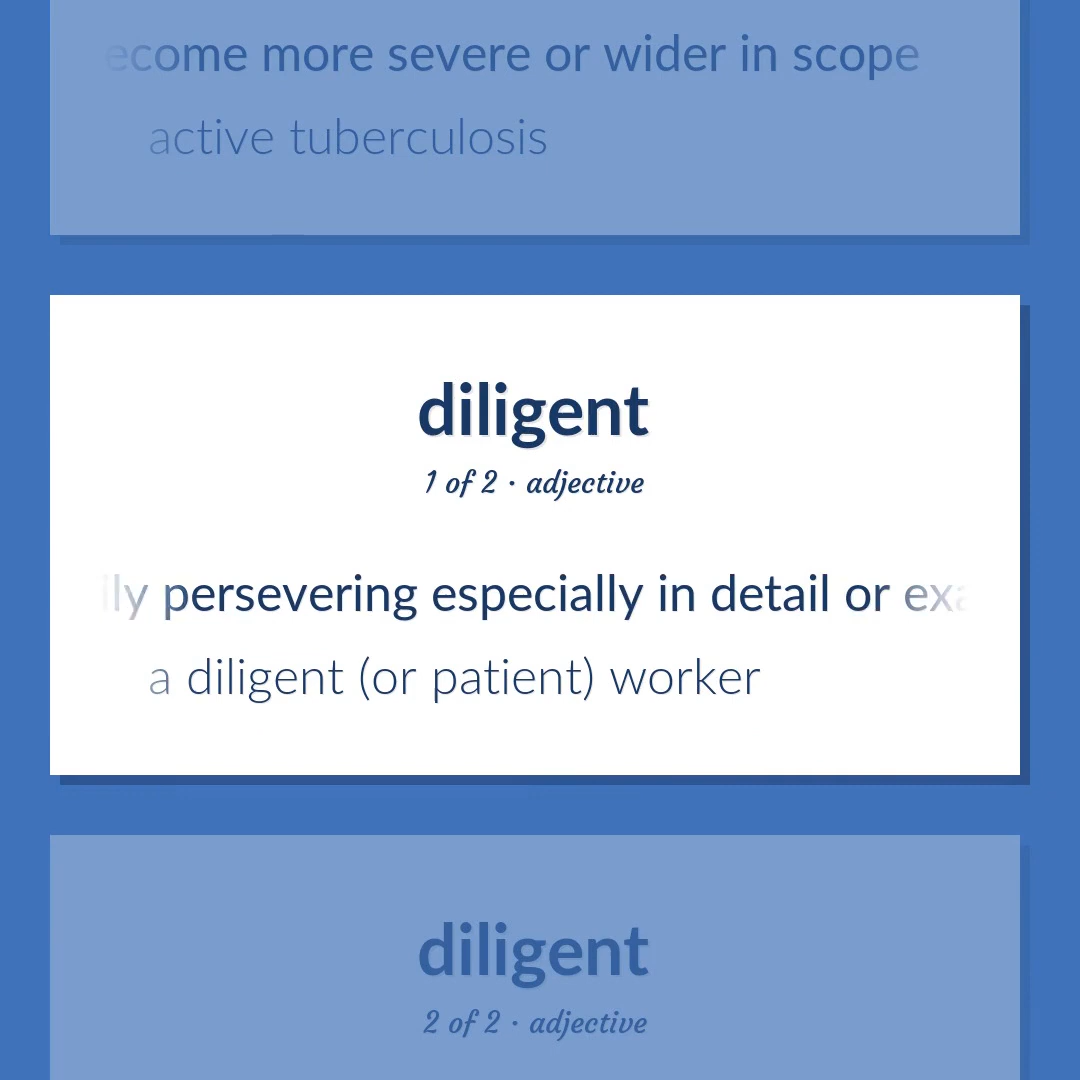 ecome more severe or wider in scope
active tuberculosis
diligent
1 of 2 · adjective
ily persevering especially in detail or exa
a diligent (or patient) worker
diligent
2 of 2 · adjective